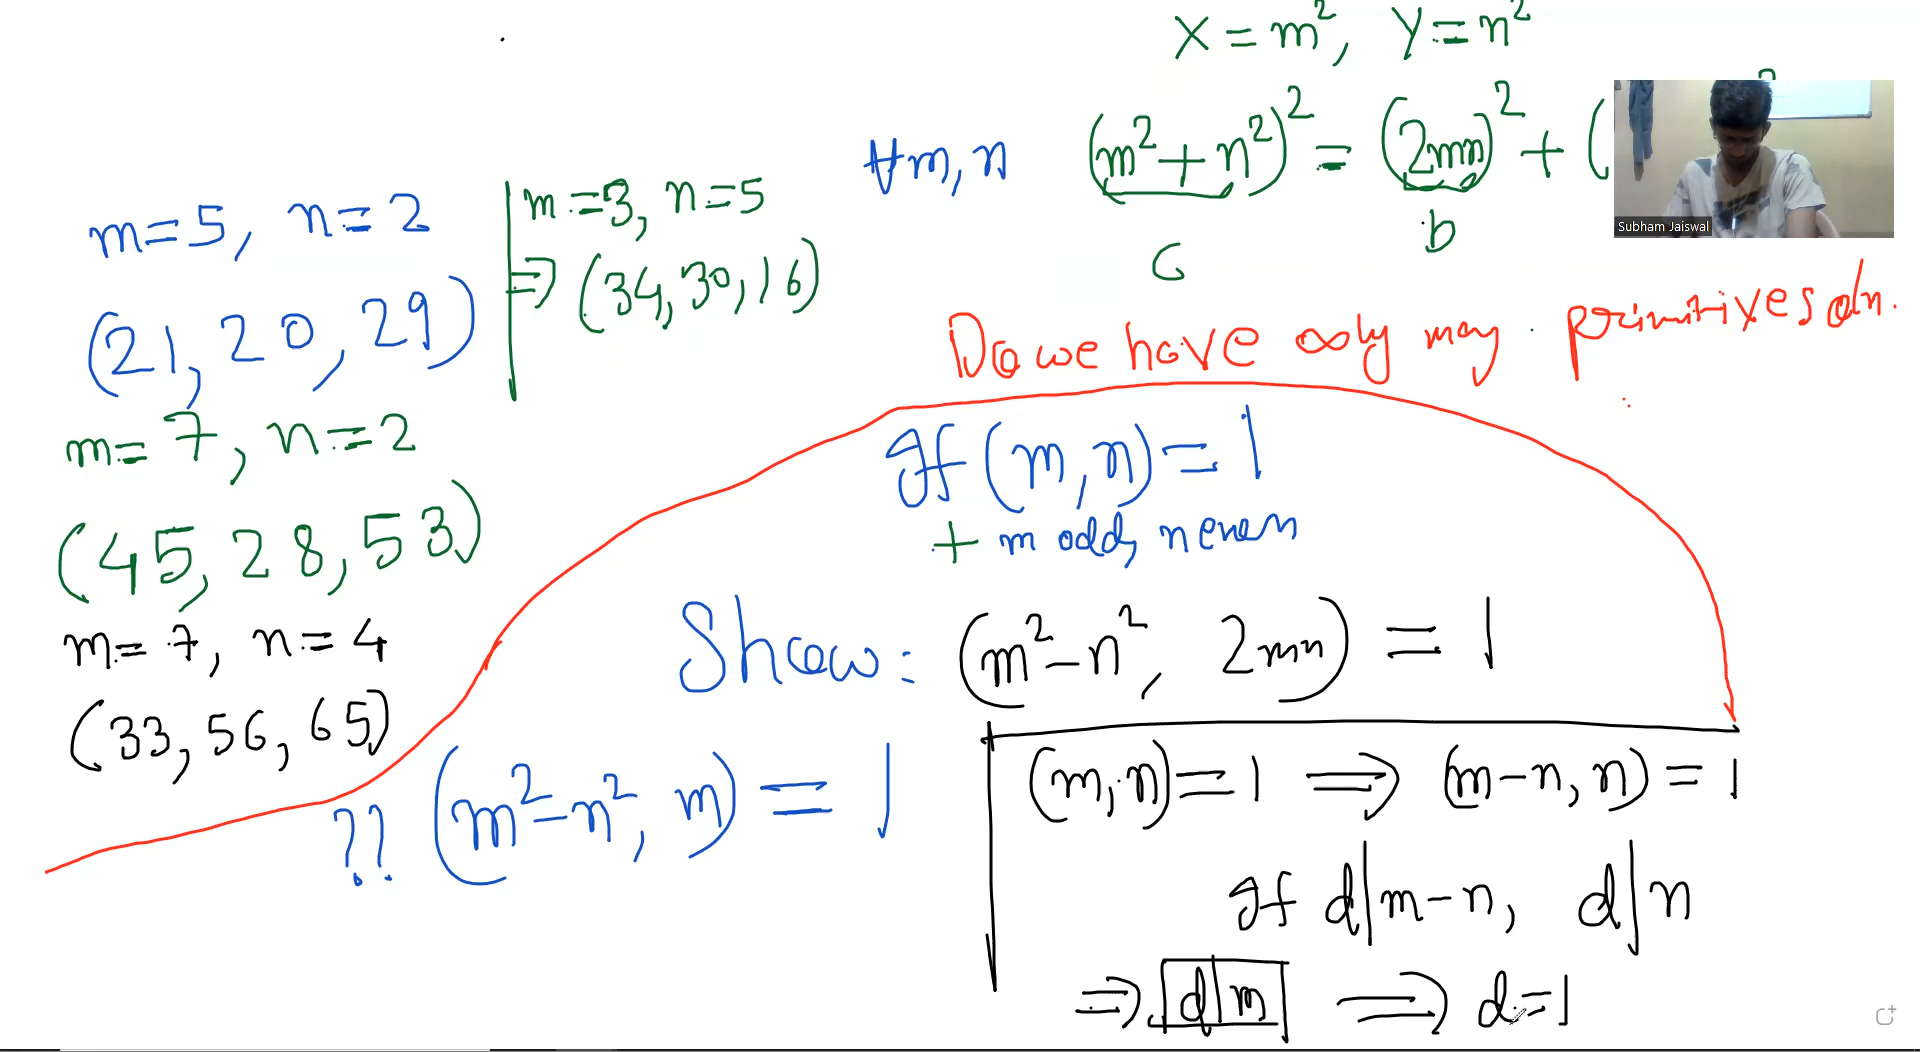 X = m², Y = n²
∀m, n (m² + n²)² = (2mn)² + (
c b
Subham Jaiswal
m = 5, n = 2
(21, 20, 29)
m = 3, n = 5
⇒ (34, 30, 16)
Do we have ∞ly many primitive soln.
m = 7, n = 2
(45, 28, 53)
m = 7, n = 4
(33, 56, 65)
If (m, n) = 1
+ m odd, n even
Show: (m² - n², 2mn) = 1
?? (m² - n², m) = 1
(m, n) = 1 ⇒ (m - n, n) = 1
If d | m - n, d | n
⇒ d | m ⇒ d = 1